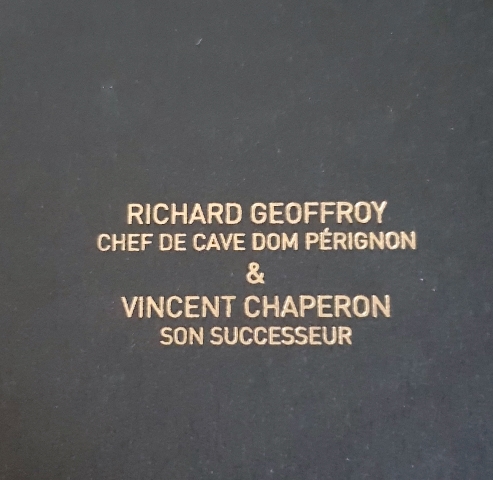 RICHARD GEOFFROY
CHEF DE CAVE DOM PÉRIGNON
&
VINCENT CHAPERON
SON SUCCESSEUR